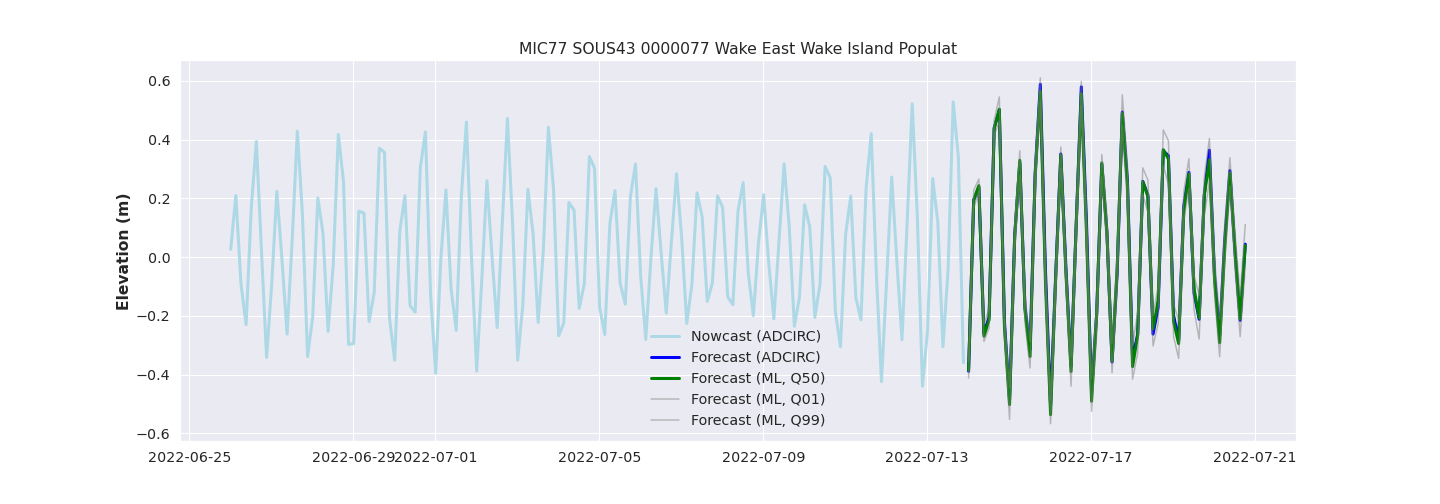 MIC77 SOUS43 0000077 Wake East Wake Island Populat
Elevation (m)
0.6
0.4
0.2
0.0
−0.2
−0.4
−0.6
Nowcast (ADCIRC)
Forecast (ADCIRC)
Forecast (ML, Q50)
Forecast (ML, Q01)
Forecast (ML, Q99)
2022-06-25
2022-06-29
2022-07-01
2022-07-05
2022-07-09
2022-07-13
2022-07-17
2022-07-21